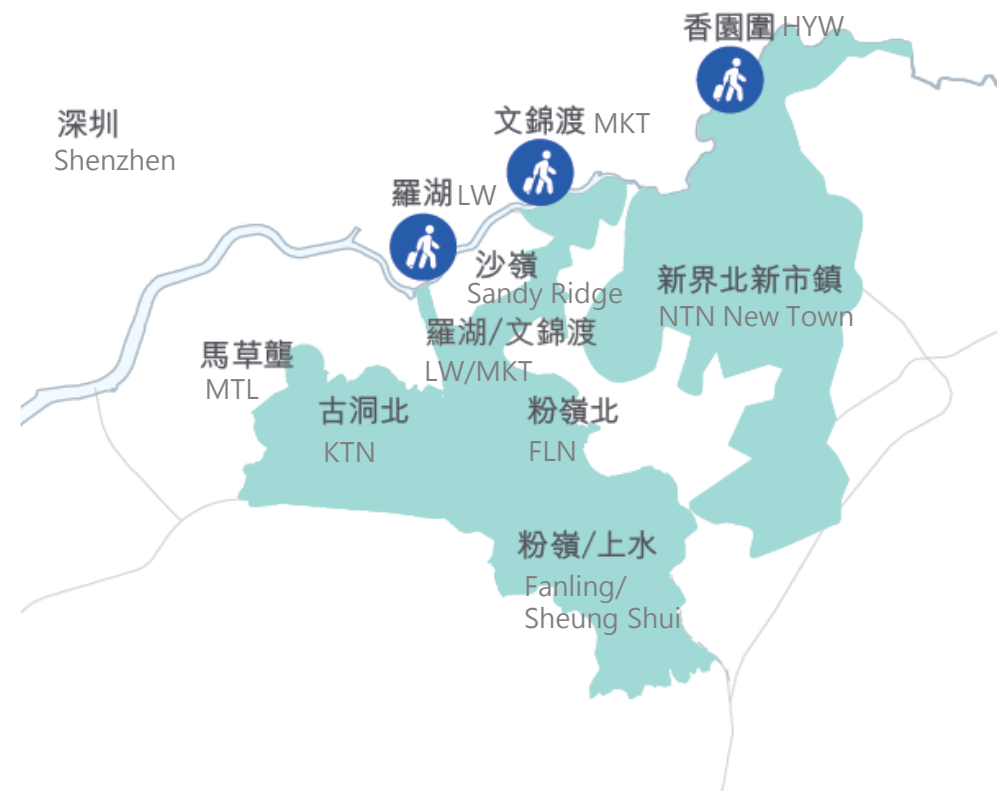 香園圍 HYW
文錦渡 MKT
深圳
Shenzhen
羅湖 LW
沙嶺
Sandy Ridge
新界北新市鎮
NTN New Town
羅湖/文錦渡
LW/MKT
馬草壟
MTL
古洞北
KTN
粉嶺北
FLN
粉嶺/上水
Fanling/
Sheung Shui